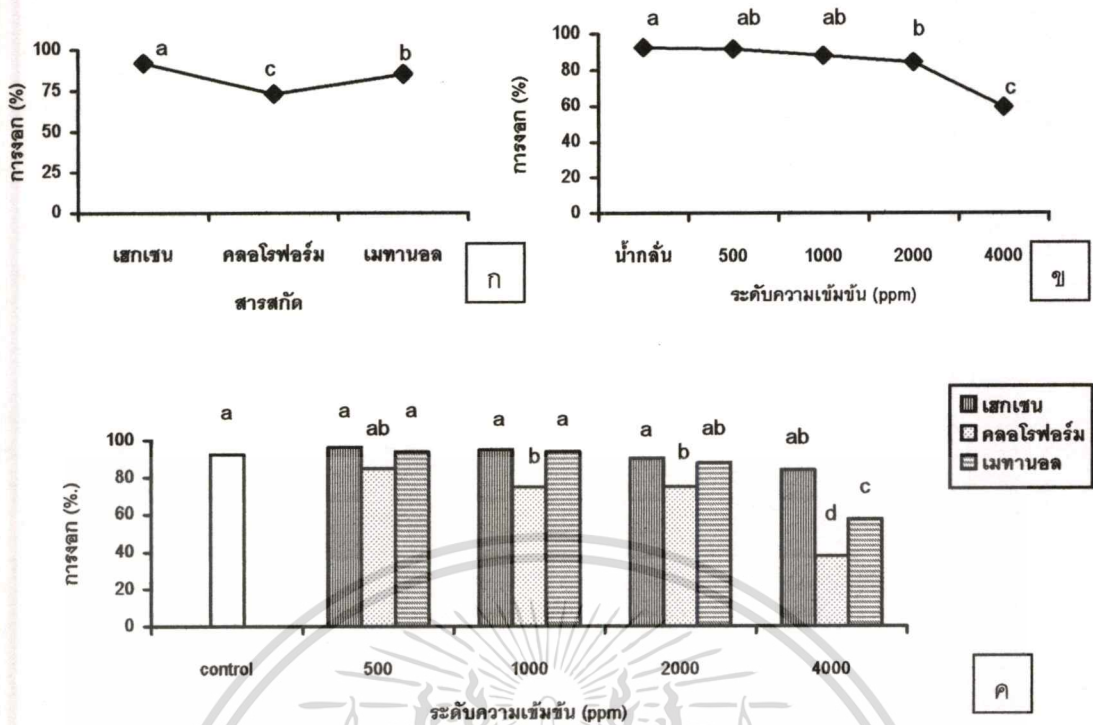 การงอก (%)
100
75
50
25
0
a
c
b
เฮกเซน คลอโรฟอร์ม เมทานอล
สารสกัด
ก
การงอก (%)
100
80
60
40
20
0
a
ab
ab
b
c
น้ำกลั่น 500 1000 2000 4000
ระดับความเข้มข้น (ppm)
ข
การงอก (%.)
100
80
60
40
20
0
a
a ab a
a b a
a b ab
ab d c
control 500 1000 2000 4000
ระดับความเข้มข้น (ppm)
เฮกเซน
คลอโรฟอร์ม
เมทานอล
ค